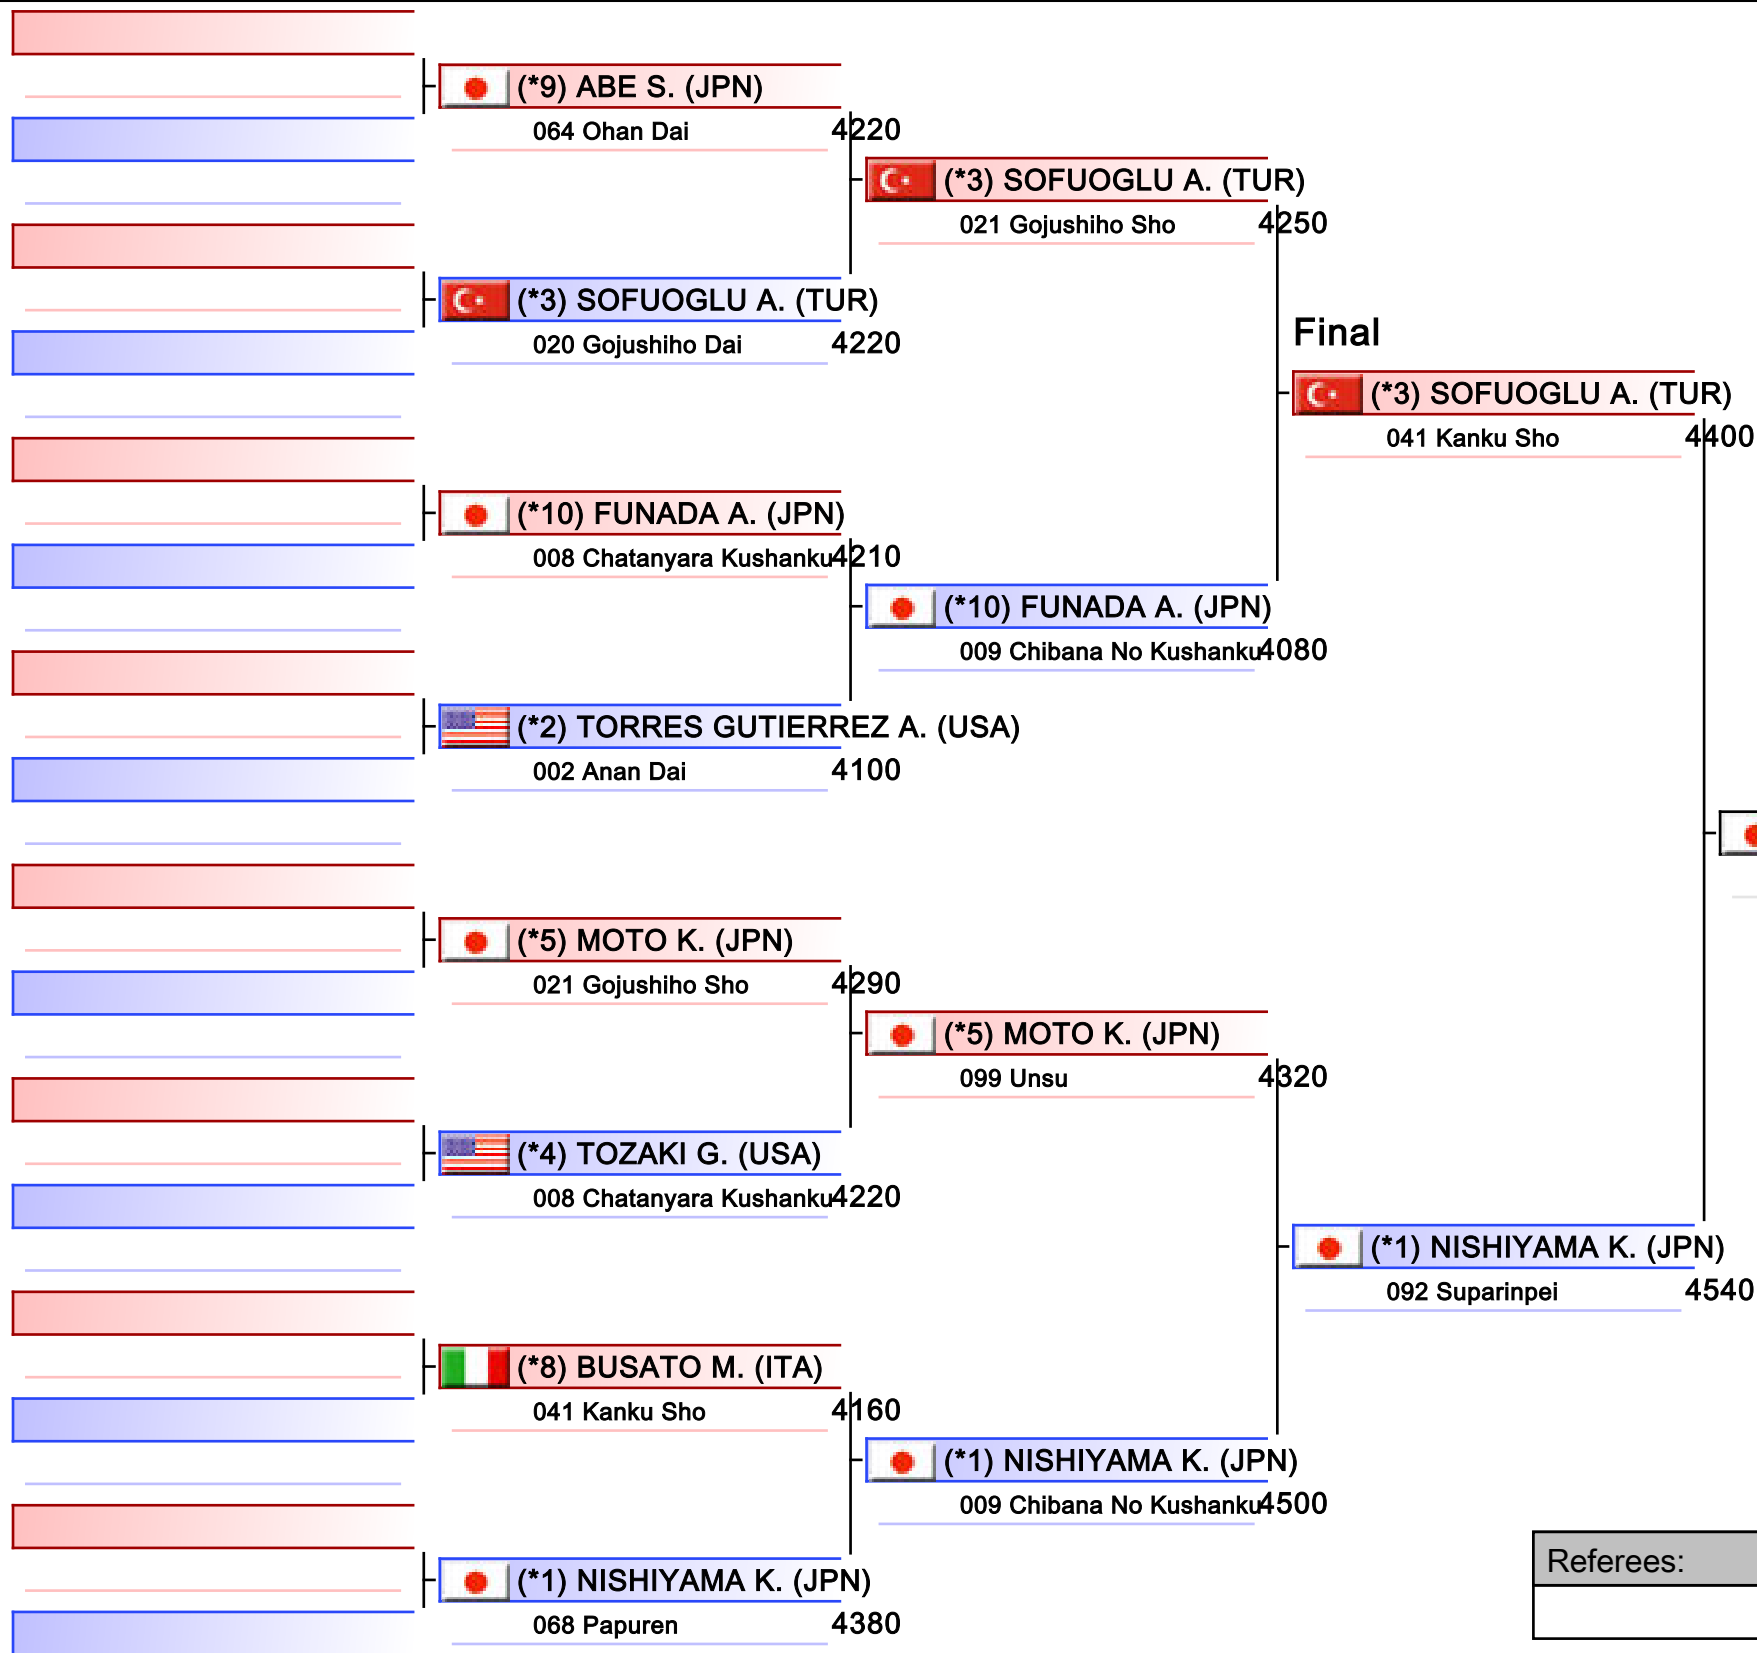 (*9) ABE S. (JPN)
064 Ohan Dai 4220
(*3) SOFUOGLU A. (TUR)
021 Gojushiho Sho 4250
(*3) SOFUOGLU A. (TUR)
020 Gojushiho Dai 4220
Final
(*3) SOFUOGLU A. (TUR)
041 Kanku Sho 4400
(*10) FUNADA A. (JPN)
008 Chatanyara Kushanku 4210
(*10) FUNADA A. (JPN)
009 Chibana No Kushanku 4080
(*2) TORRES GUTIERREZ A. (USA)
002 Anan Dai 4100
(*5) MOTO K. (JPN)
021 Gojushiho Sho 4290
(*5) MOTO K. (JPN)
099 Unsu 4320
(*4) TOZAKI G. (USA)
008 Chatanyara Kushanku 4220
(*1) NISHIYAMA K. (JPN)
092 Suparinpei 4540
(*8) BUSATO M. (ITA)
041 Kanku Sho 4160
(*1) NISHIYAMA K. (JPN)
009 Chibana No Kushanku 4500
(*1) NISHIYAMA K. (JPN)
068 Papuren 4380
Referees: